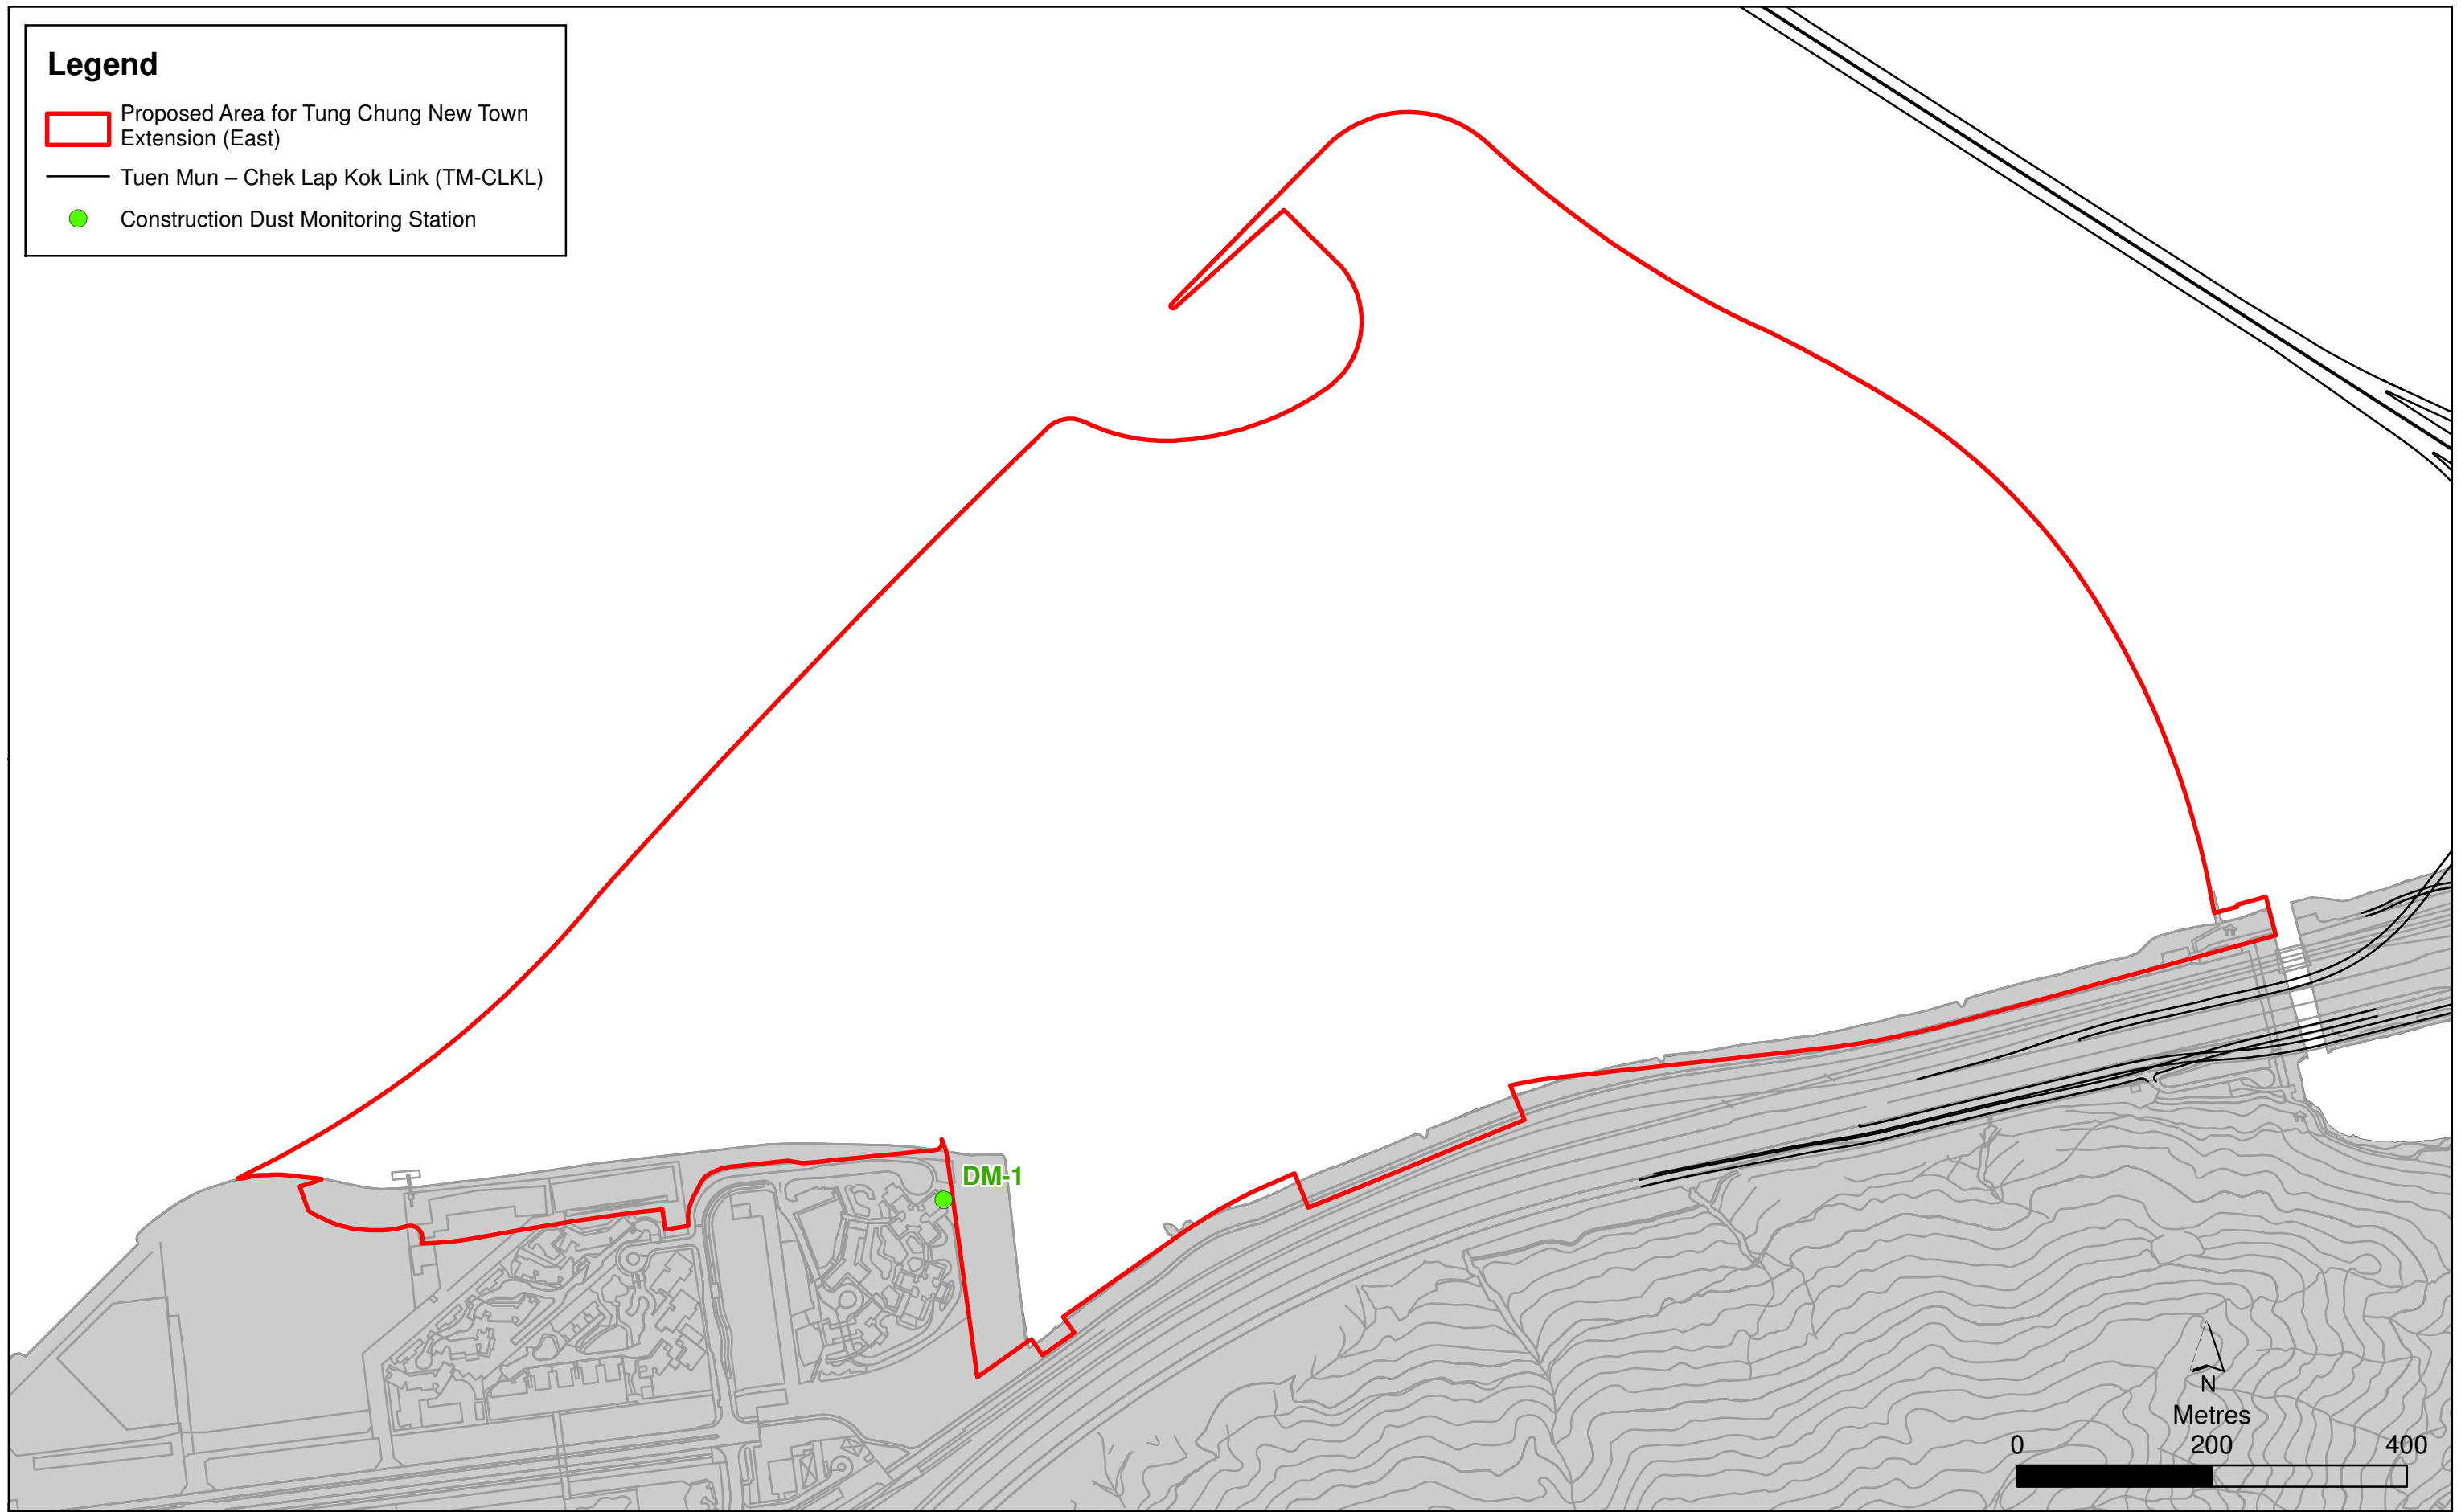 Legend
Proposed Area for Tung Chung New Town
Extension (East)
Tuen Mun – Chek Lap Kok Link (TM-CLKL)
Construction Dust Monitoring Station
DM-1
N
Metres
0 200 400